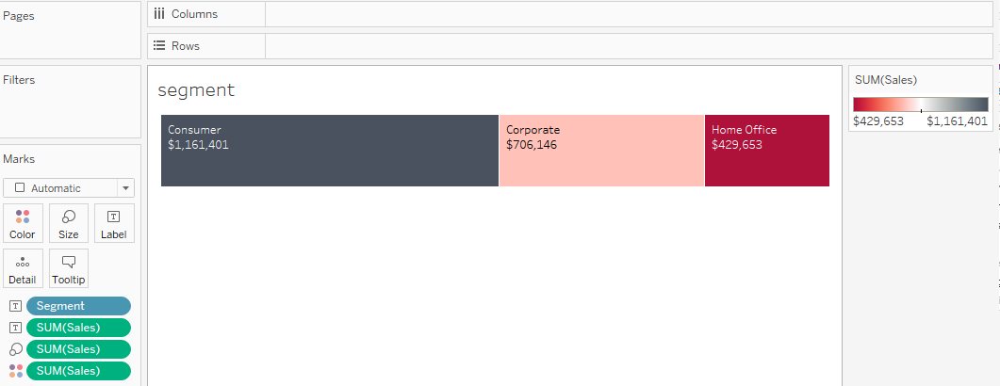 Pages
Columns
Rows
Filters
Marks
Automatic
Color
Size
Label
Detail
Tooltip
T Segment
T SUM(Sales)
SUM(Sales)
SUM(Sales)
segment
Consumer
$1,161,401
Corporate
$706,146
Home Office
$429,653
SUM(Sales)
$429,653 $1,161,401